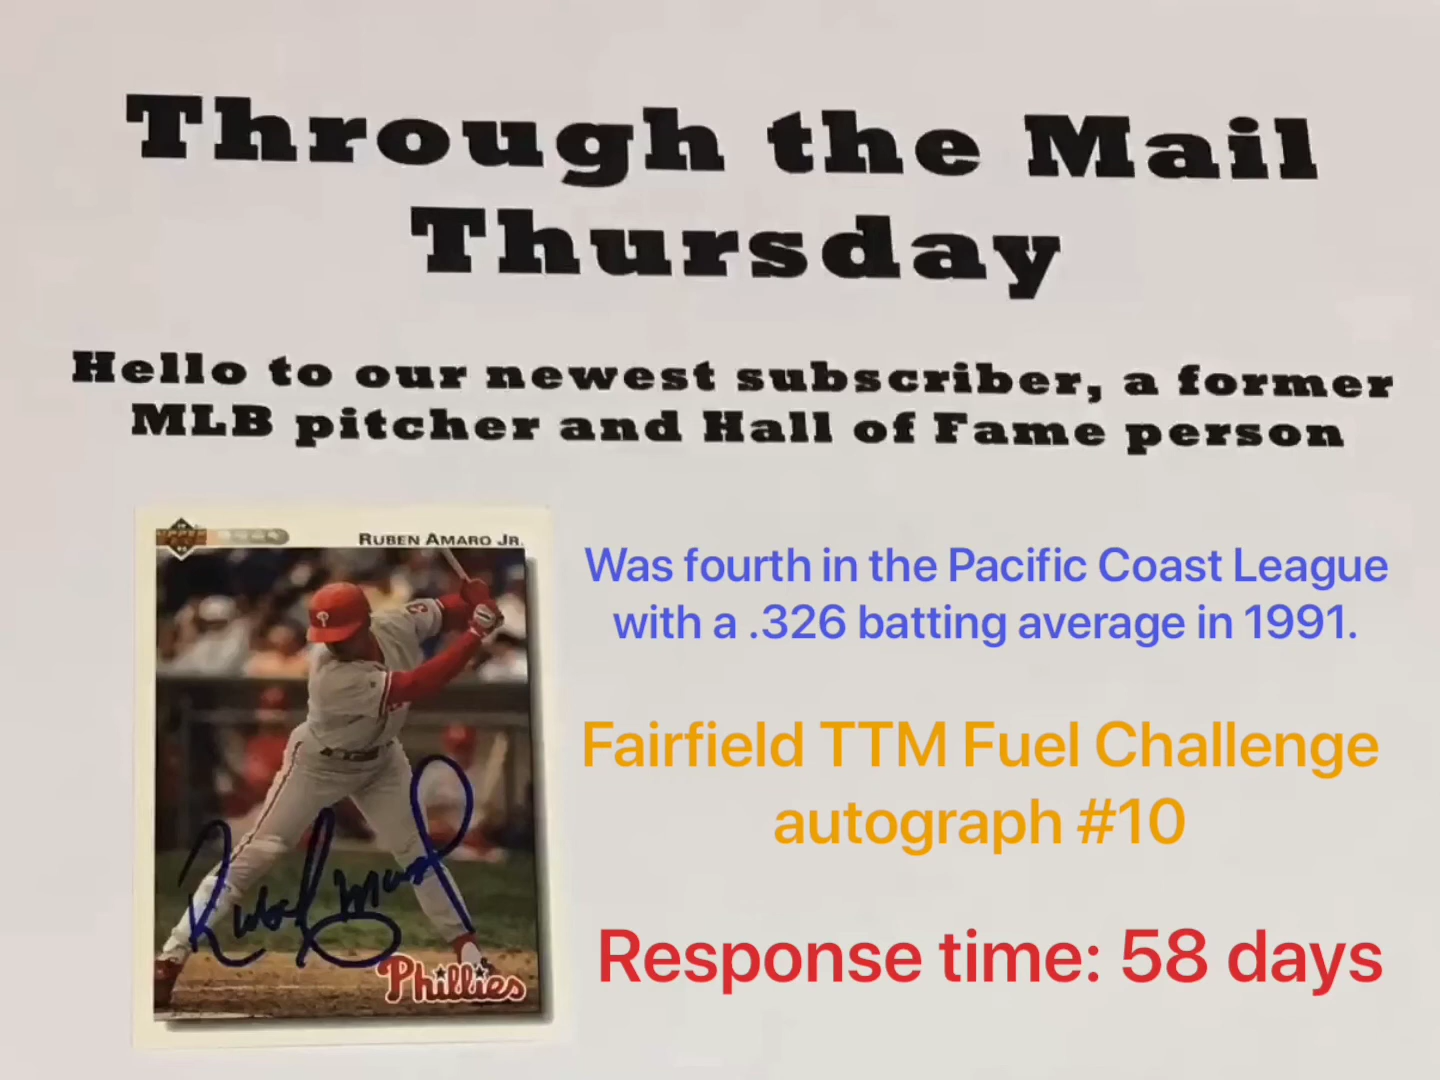 Through the Mail
Thursday
Hello to our newest subscriber, a former
MLB pitcher and Hall of Fame person
RUBEN AMARO JR.
Was fourth in the Pacific Coast League
with a .326 batting average in 1991.
Fairfield TTM Fuel Challenge
autograph #10
Response time: 58 days
Phillies